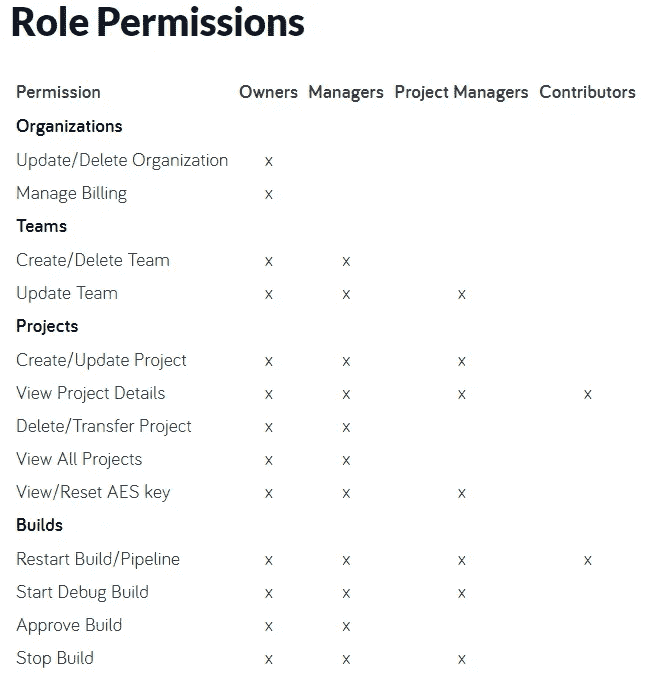 Role Permissions
Permission Owners Managers Project Managers Contributors
Organizations
Update/Delete Organization x
Manage Billing x
Teams
Create/Delete Team x x
Update Team x x x
Projects
Create/Update Project x x x
View Project Details x x x x
Delete/Transfer Project x x
View All Projects x x
View/Reset AES key x x x
Builds
Restart Build/Pipeline x x x x
Start Debug Build x x x
Approve Build x x
Stop Build x x x